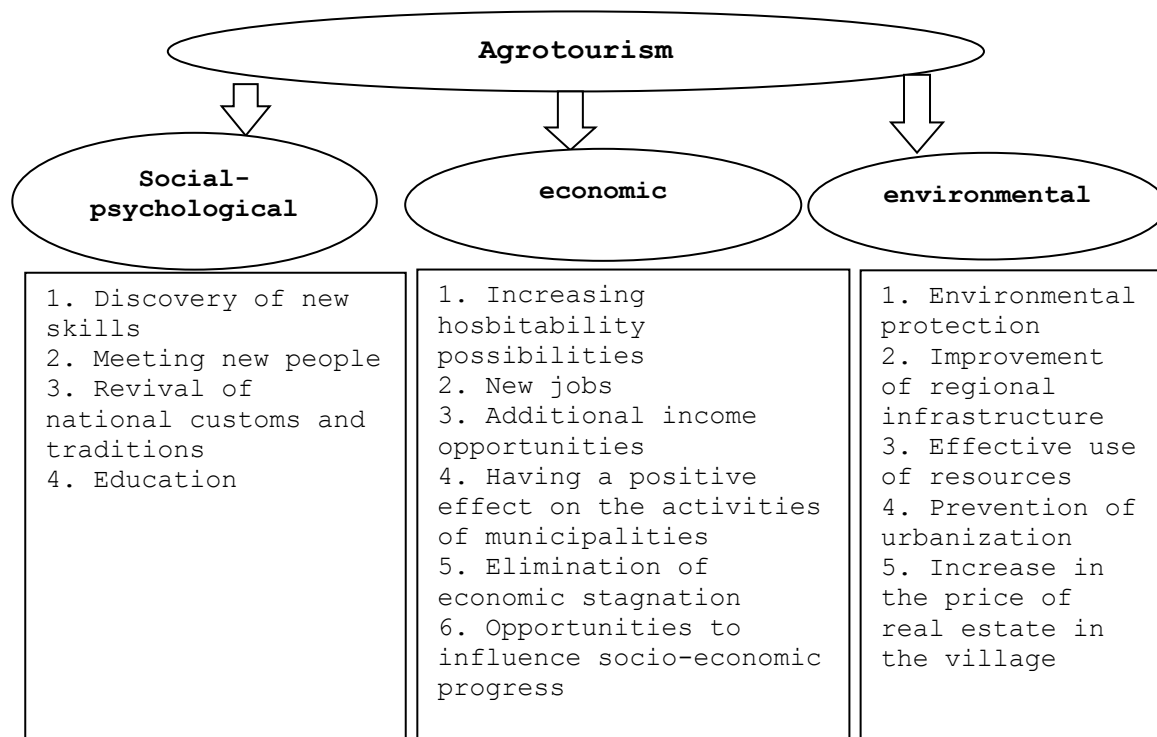 Agrotourism
Social-
psychological
economic
environmental
1. Discovery of new
skills
2. Meeting new people
3. Revival of
national customs and
traditions
4. Education
1. Increasing
hosbitability
possibilities
2. New jobs
3. Additional income
opportunities
4. Having a positive
effect on the activities
of municipalities
5. Elimination of
economic stagnation
6. Opportunities to
influence socio-economic
progress
1. Environmental
protection
2. Improvement
of regional
infrastructure
3. Effective use
of resources
4. Prevention of
urbanization
5. Increase in
the price of
real estate in
the village